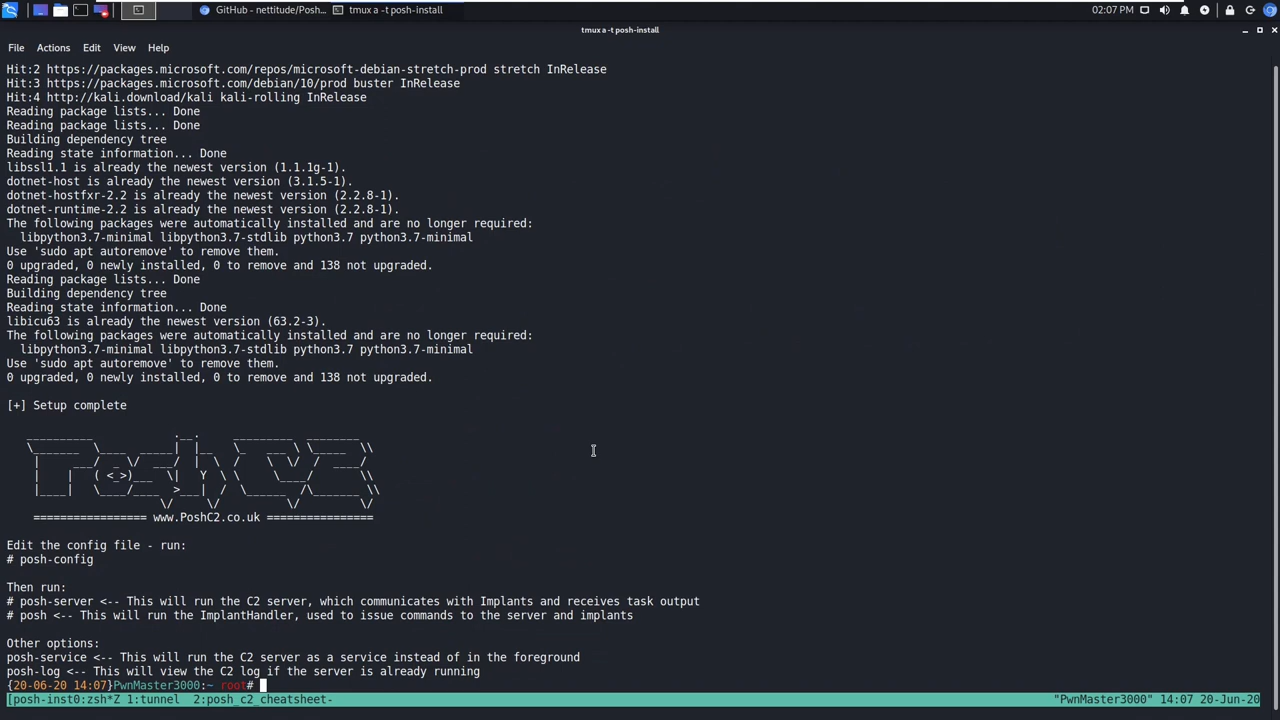 GitHub - nettitude/Posh...
tmux a -t posh-install
02:07 PM
tmux a -t posh-install
File Actions Edit View Help
Hit:2 https://packages.microsoft.com/repos/microsoft-debian-stretch-prod stretch InRelease
Hit:3 https://packages.microsoft.com/debian/10/prod buster InRelease
Hit:4 http://kali.download/kali kali-rolling InRelease
Reading package lists... Done
Reading package lists... Done
Building dependency tree
Reading state information... Done
libssl1.1 is already the newest version (1.1.1g-1).
dotnet-host is already the newest version (3.1.5-1).
dotnet-hostfxr-2.2 is already the newest version (2.2.8-1).
dotnet-runtime-2.2 is already the newest version (2.2.8-1).
The following packages were automatically installed and are no longer required:
libpython3.7-minimal libpython3.7-stdlib python3.7 python3.7-minimal
Use 'sudo apt autoremove' to remove them.
0 upgraded, 0 newly installed, 0 to remove and 138 not upgraded.
Reading package lists... Done
Building dependency tree
Reading state information... Done
libicu63 is already the newest version (63.2-3).
The following packages were automatically installed and are no longer required:
libpython3.7-minimal libpython3.7-stdlib python3.7 python3.7-minimal
Use 'sudo apt autoremove' to remove them.
0 upgraded, 0 newly installed, 0 to remove and 138 not upgraded.
[+] Setup complete
PoshC2
================= www.PoshC2.co.uk ================
Edit the config file - run:
# posh-config
Then run:
# posh-server <-- This will run the C2 server, which communicates with Implants and receives task output
# posh <-- This will run the ImplantHandler, used to issue commands to the server and implants
Other options:
posh-service <-- This will run the C2 server as a service instead of in the foreground
posh-log <-- This will view the C2 log if the server is already running
{20-06-20 14:07}PwnMaster3000:~ root#
[posh-inst0:zsh*Z 1:tunnel 2:posh_c2_cheatsheet- "PwnMaster3000" 14:07 20-Jun-20